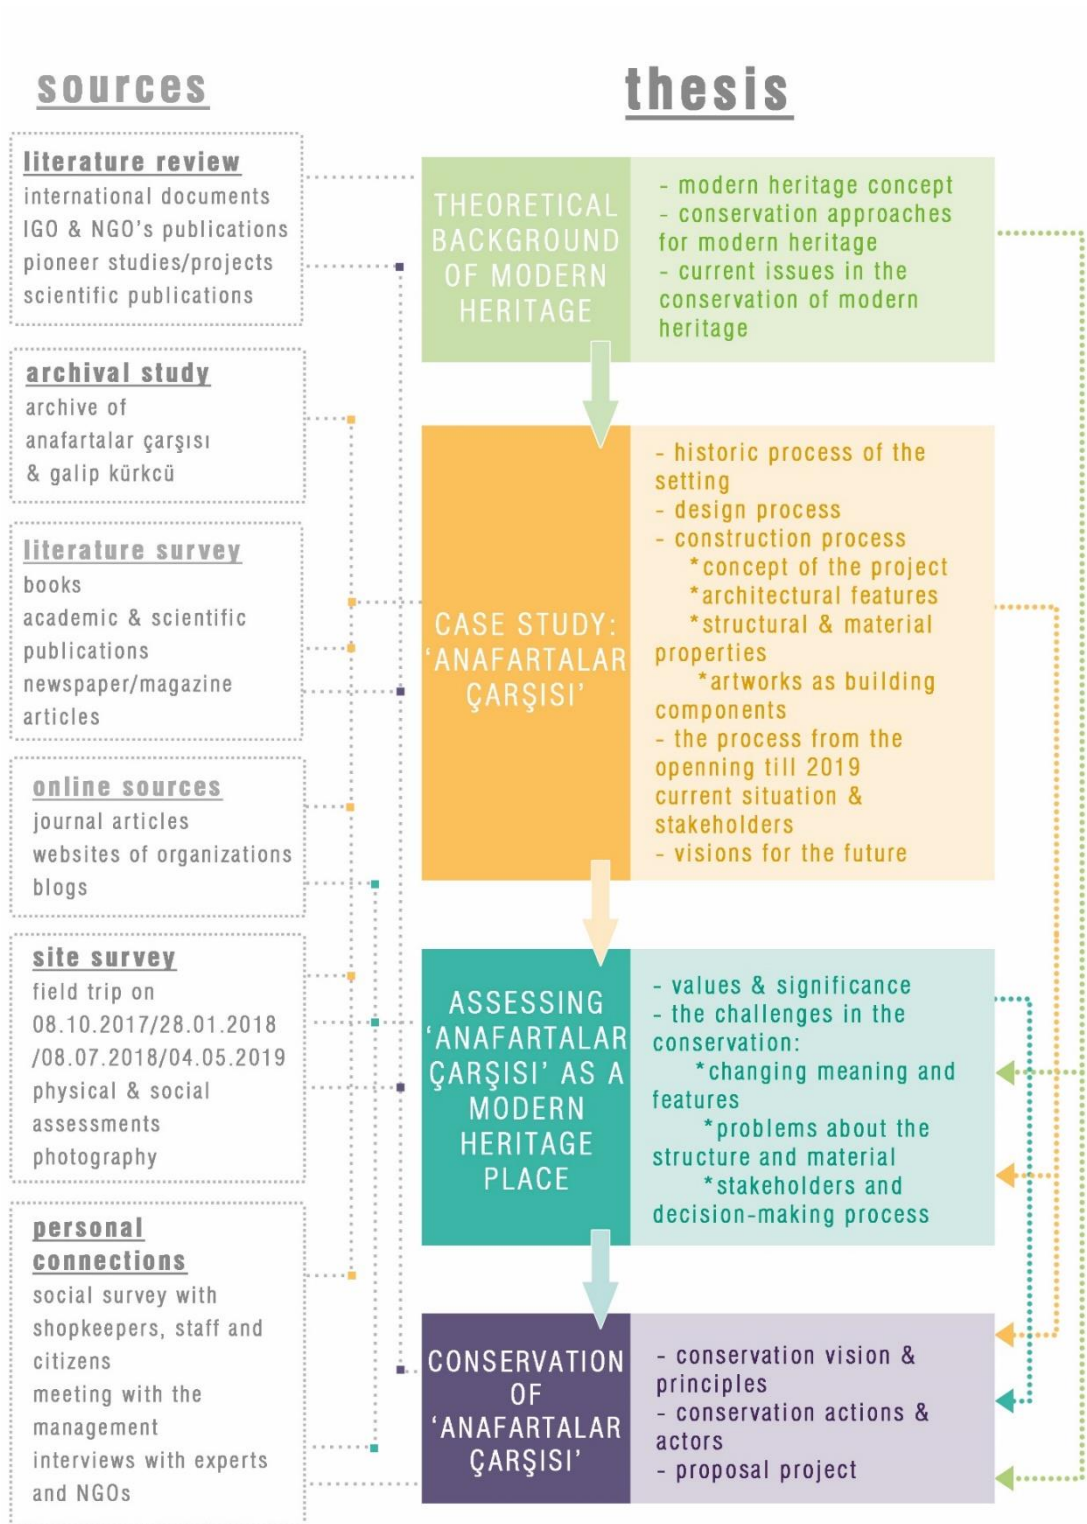 sources
literature review
international documents
IGO & NGO's publications
pioneer studies/projects
scientific publications
archival study
archive of
anafartalar çarşısı
& galip kürkcü
literature survey
books
academic & scientific
publications
newspaper/magazine
articles
online sources
journal articles
websites of organizations
blogs
site survey
field trip on
08.10.2017/28.01.2018
/08.07.2018/04.05.2019
physical & social
assessments
photography
personal
connections
social survey with
shopkeepers, staff and
citizens
meeting with the
management
interviews with experts
and NGOs
thesis
THEORETICAL
BACKGROUND
OF MODERN
HERITAGE
- modern heritage concept
- conservation approaches
for modern heritage
- current issues in the
conservation of modern
heritage
CASE STUDY:
'ANAFARTALAR
ÇARŞISI'
- historic process of the
setting
- design process
- construction process
*concept of the project
*architectural features
*structural & material
properties
*artworks as building
components
- the process from the
openning till 2019
current situation &
stakeholders
- visions for the future
ASSESSING
'ANAFARTALAR
ÇARŞISI' AS A
MODERN
HERITAGE
PLACE
- values & significance
- the challenges in the
conservation:
*changing meaning and
features
*problems about the
structure and material
*stakeholders and
decision-making process
CONSERVATION
OF
'ANAFARTALAR
ÇARŞISI'
- conservation vision &
principles
- conservation actions &
actors
- proposal project